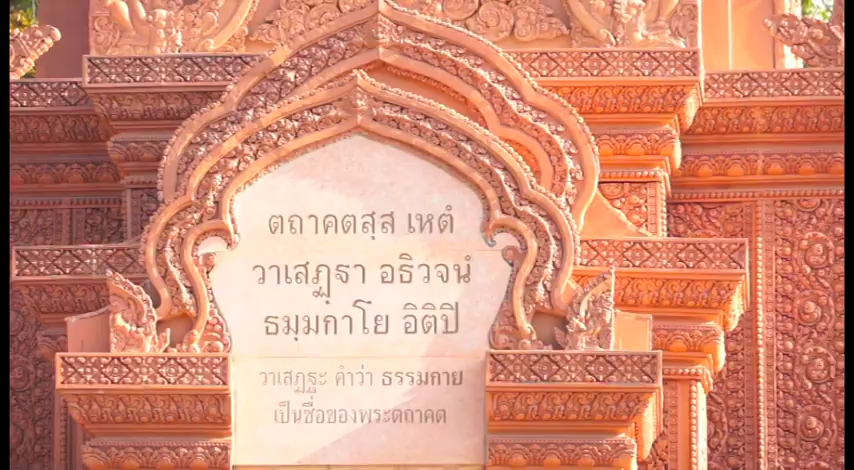 ตถาคตสฺส เหตํ
วาเสฏฺฐา อธิวจนํ
ธมฺมกาโย อิติปิ
วาเสฏฐะ คำว่า ธรรมกาย
เป็นชื่อของพระตถาคต